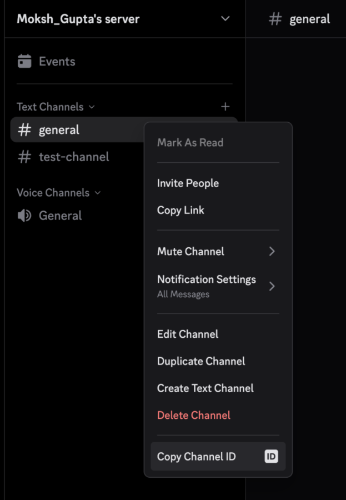 Moksh_Gupta's server
# general
Events
Text Channels
# general
# test-channel
Voice Channels
General
Mark As Read
Invite People
Copy Link
Mute Channel
Notification Settings
All Messages
Edit Channel
Duplicate Channel
Create Text Channel
Delete Channel
Copy Channel ID ID